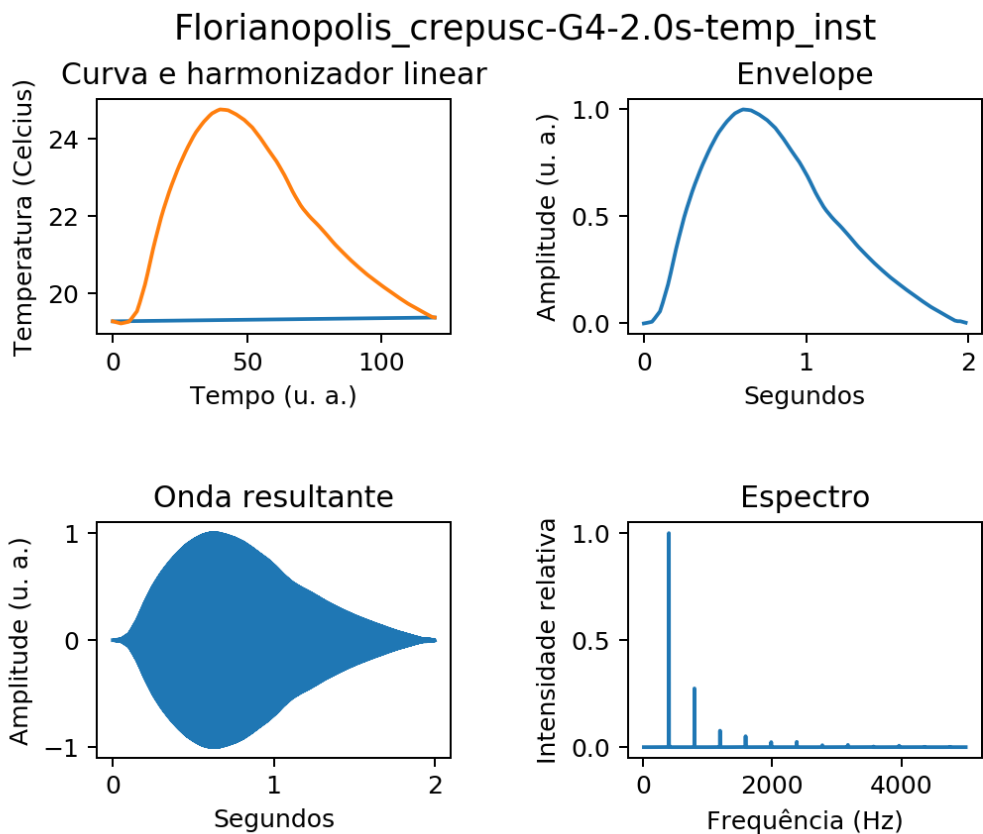 Florianopolis_crepusc-G4-2.0s-temp_inst
Curva e harmonizador linear
Temperatura (Celcius)
24
22
20
0
50
100
Tempo (u. a.)
Envelope
Amplitude (u. a.)
1.0
0.5
0.0
0
1
2
Segundos
Onda resultante
Amplitude (u. a.)
1
0
−1
0
1
2
Segundos
Espectro
Intensidade relativa
1.0
0.5
0.0
0
2000
4000
Frequência (Hz)